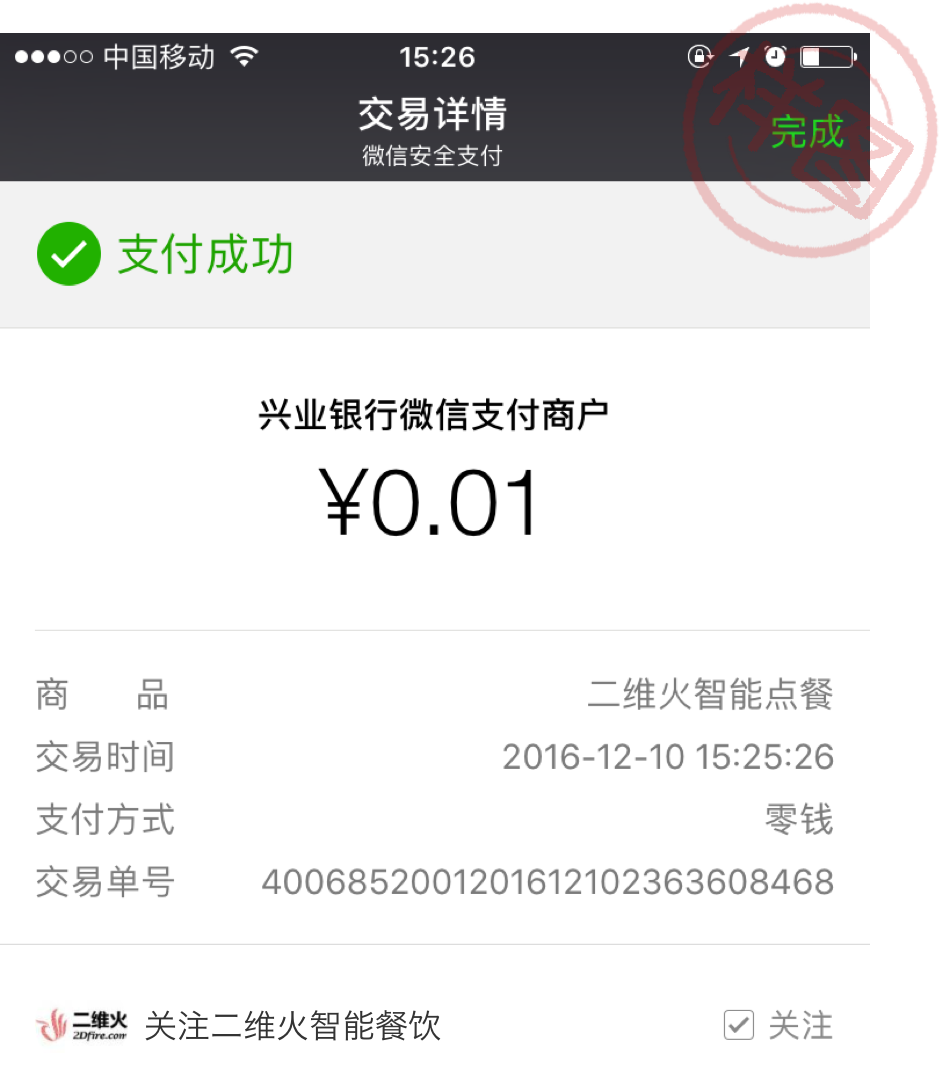 中国移动 15:26
交易详情
微信安全支付
完成
支付成功
兴业银行微信支付商户
¥0.01
商 品 二维火智能点餐
交易时间 2016-12-10 15:25:26
支付方式 零钱
交易单号 4006852001201612102363608468
二维火
2Dfire.com
关注二维火智能餐饮 关注